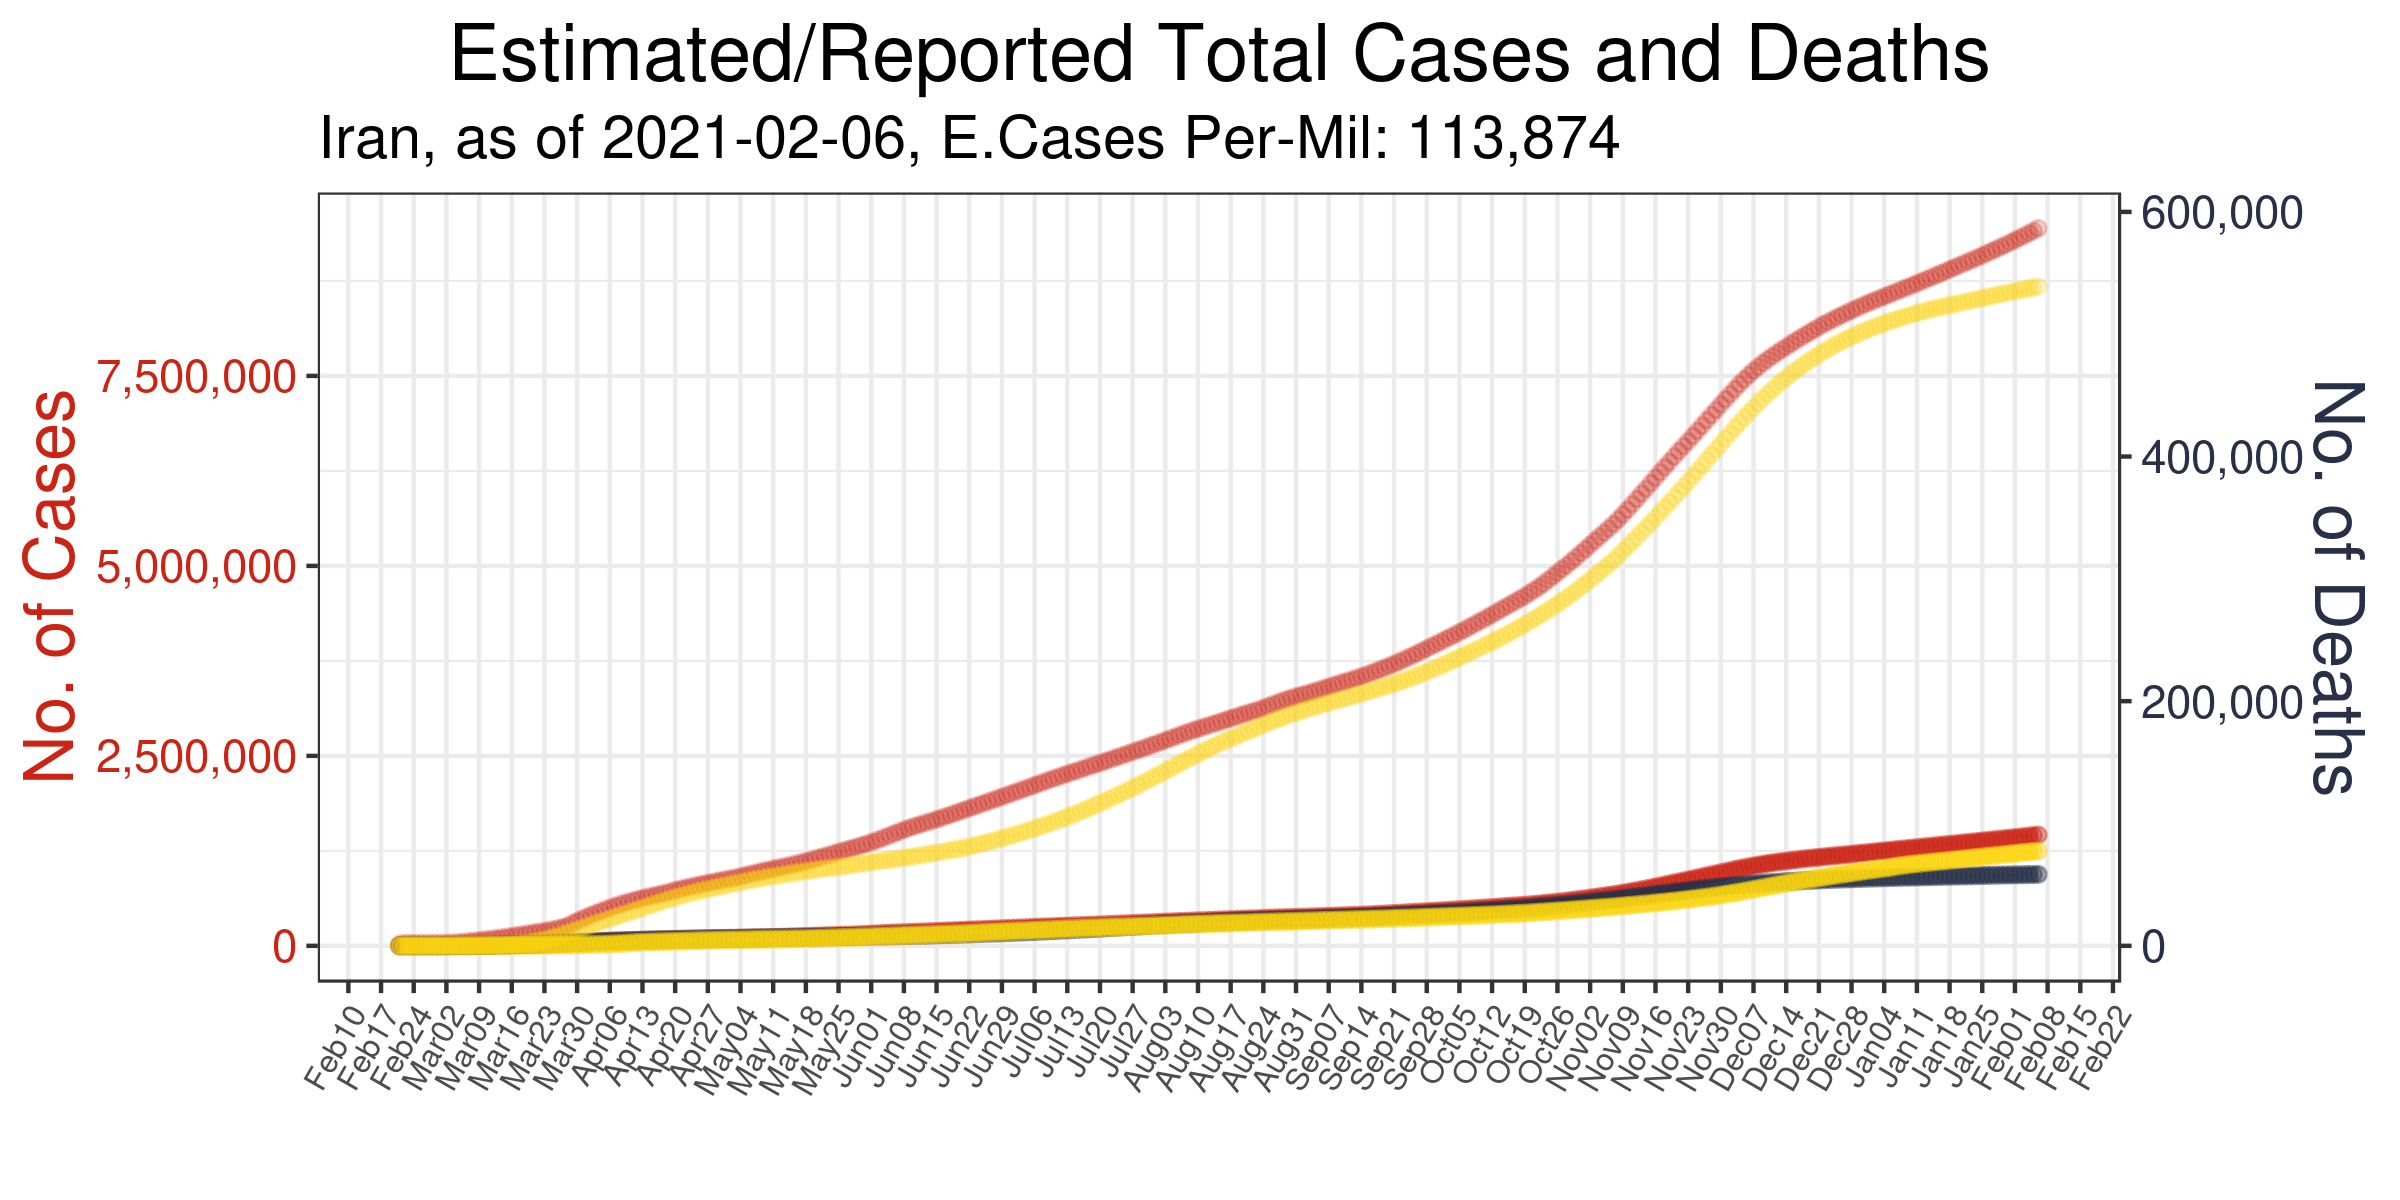 Estimated/Reported Total Cases and Deaths
Iran, as of 2021-02-06, E.Cases Per-Mil: 113,874
No. of Cases
7,500,000
5,000,000
2,500,000
0
600,000
400,000
200,000
0
No. of Deaths
Feb10
Feb17
Feb24
Mar02
Mar09
Mar16
Mar23
Mar30
Apr06
Apr13
Apr20
Apr27
May04
May11
May18
May25
Jun01
Jun08
Jun15
Jun22
Jun29
Jul06
Jul13
Jul20
Jul27
Aug03
Aug10
Aug17
Aug24
Aug31
Sep07
Sep14
Sep21
Sep28
Oct05
Oct12
Oct19
Oct26
Nov02
Nov09
Nov16
Nov23
Nov30
Dec07
Dec14
Dec21
Dec28
Jan04
Jan11
Jan18
Jan25
Feb01
Feb08
Feb15
Feb22